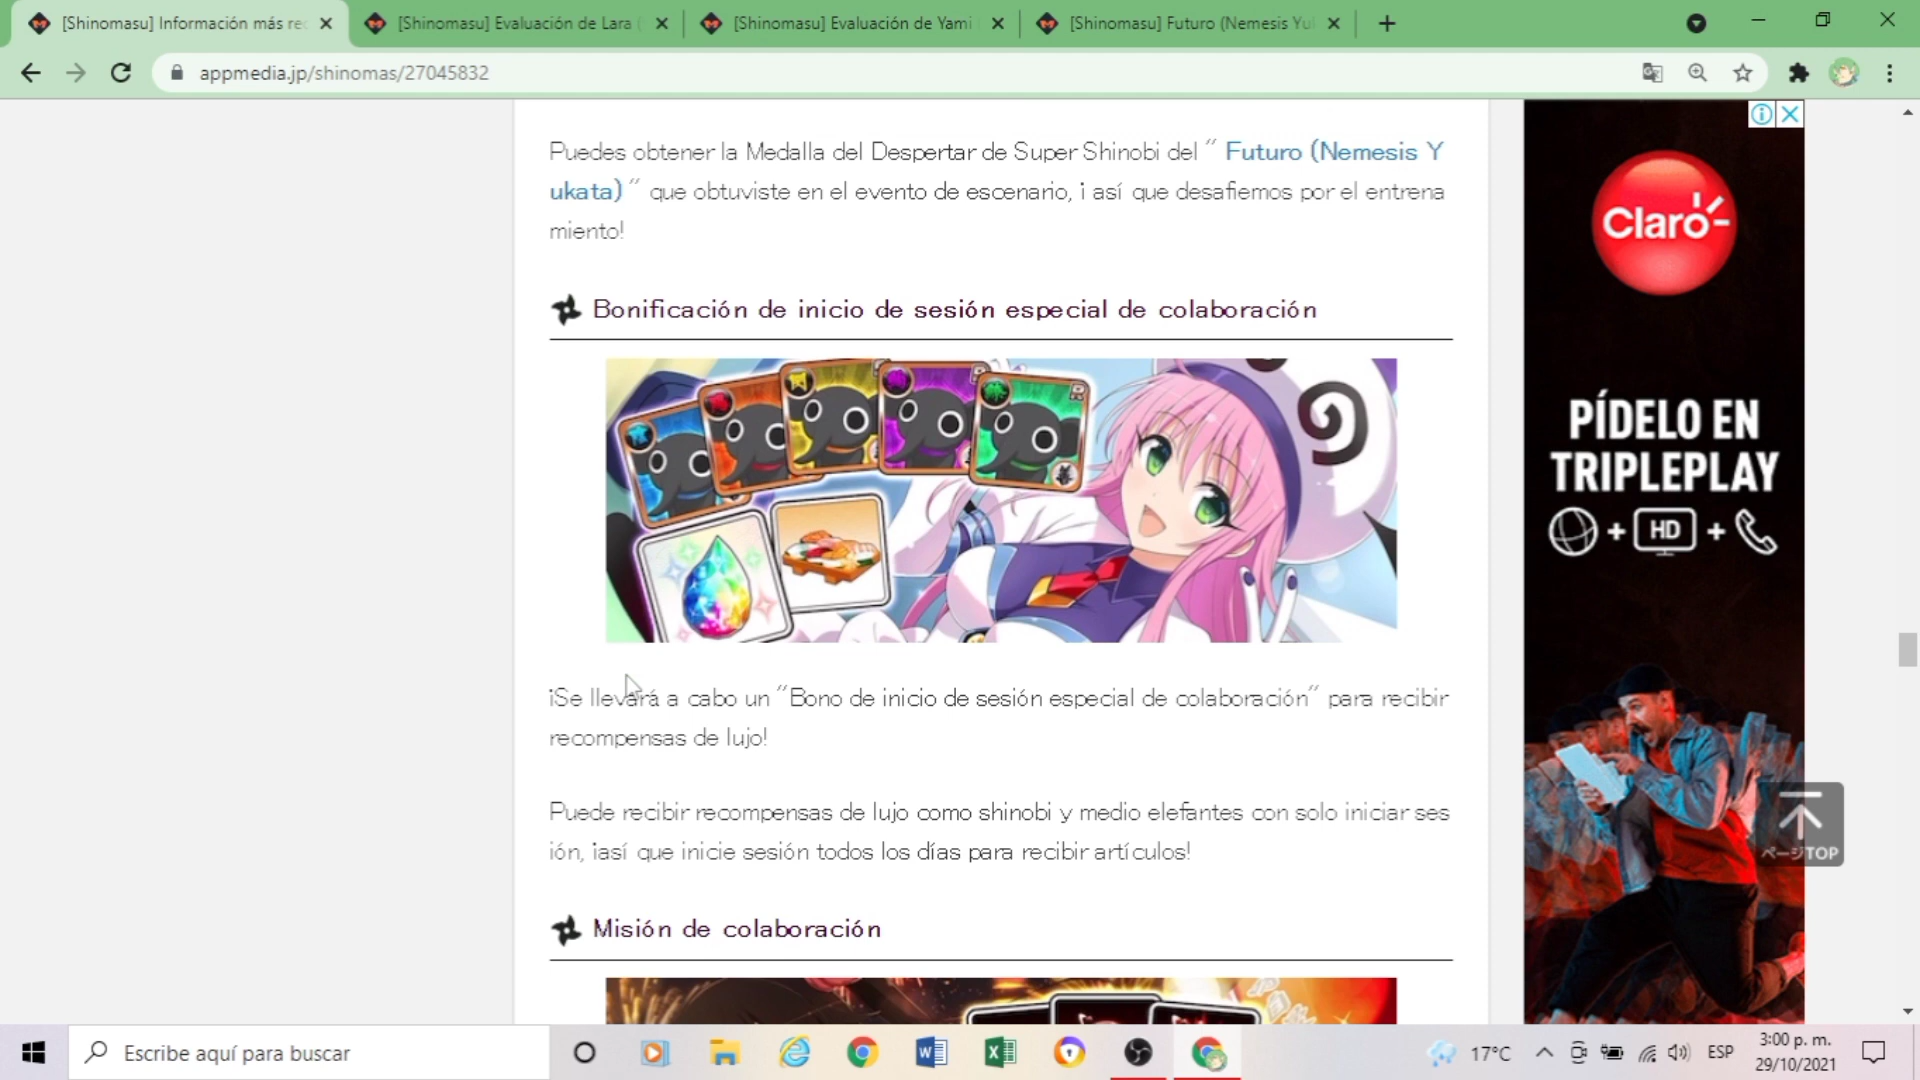 [Shinomasu] Información más rec
[Shinomasu] Evaluación de Lara (
[Shinomasu] Evaluación de Yami
[Shinomasu] Futuro (Nemesis Yu
appmedia.jp/shinomas/27045832
Puedes obtener la Medalla del Despertar de Super Shinobi del " Futuro (Nemesis Y
ukata) " que obtuviste en el evento de escenario, ¡ así que desafiemos por el entrena
miento!
Bonificación de inicio de sesión especial de colaboración
¡Se llevará a cabo un "Bono de inicio de sesión especial de colaboración" para recibir
recompensas de lujo!
Puede recibir recompensas de lujo como shinobi y medio elefantes con solo iniciar ses
ión, ¡así que inicie sesión todos los días para recibir artículos!
Misión de colaboración
Claro
PÍDELO EN
TRIPLEPLAY
+ HD +
ページTOP
Escribe aquí para buscar
17°C
ESP
3:00 p. m.
29/10/2021